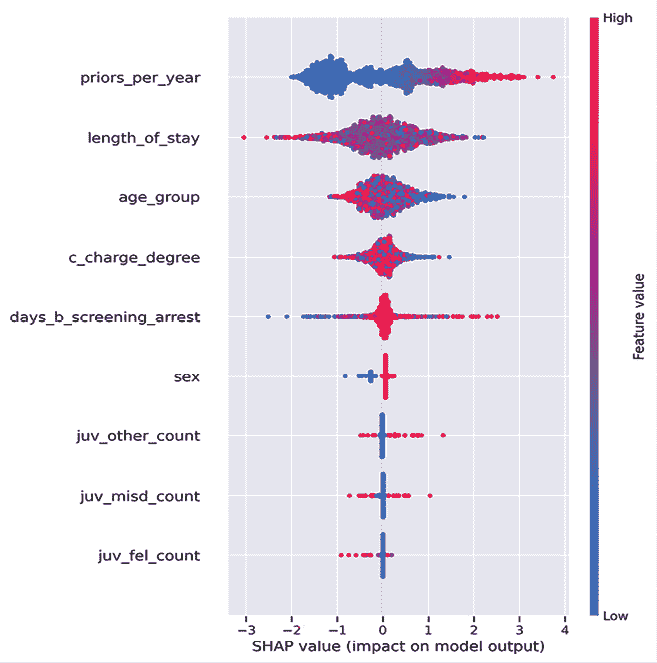 High
priors_per_year
length_of_stay
age_group
c_charge_degree
days_b_screening_arrest
sex
juv_other_count
juv_misd_count
juv_fel_count
Feature value
Low
−3 −2 −1 0 1 2 3 4
SHAP value (impact on model output)